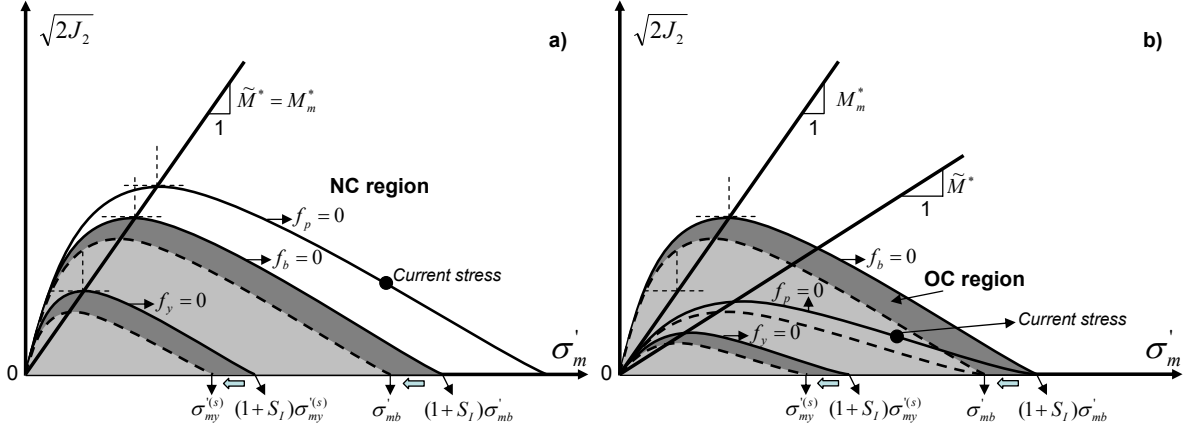 √2J₂
a)
M̃* = M*ₘ
1
NC region
fₚ = 0
f_b = 0
Current stress
f_y = 0
σ'ₘ
0
σ'^(s)_my (1+S_I)σ'^(s)_my σ'_mb (1+S_I)σ'_mb
√2J₂
b)
M*ₘ
1
M̃*
1
f_b = 0
OC region
fₚ = 0
Current stress
f_y = 0
σ'ₘ
0
σ'^(s)_my (1+S_I)σ'^(s)_my σ'_mb (1+S_I)σ'_mb